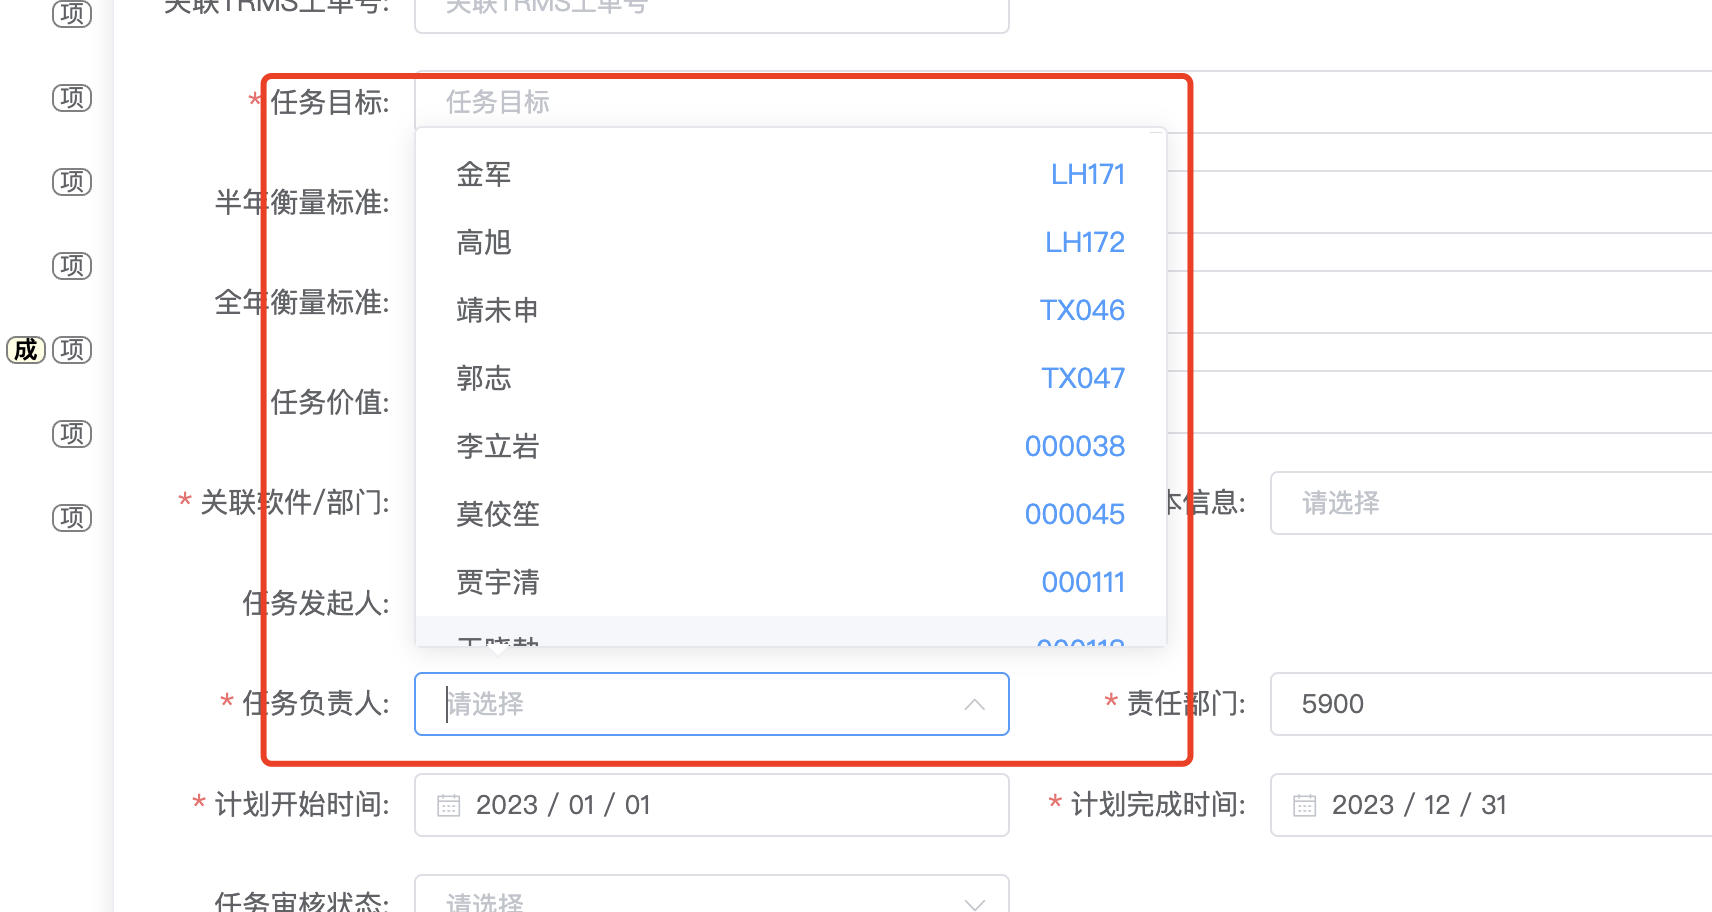 项
关联TRMS工单号: 关联TRMS工单号
项
* 任务目标: 任务目标
金军 LH171
项
半年衡量标准:
高旭 LH172
项
全年衡量标准:
靖未申 TX046
成 项
郭志 TX047
任务价值:
项
李立岩 000038
* 关联软件/部门:
本信息: 请选择
项
莫佼笙 000045
贾宇清 000111
任务发起人:
000118
* 任务负责人: 请选择
* 责任部门: 5900
* 计划开始时间: 2023 / 01 / 01
* 计划完成时间: 2023 / 12 / 31
任务审核状态: 请选择